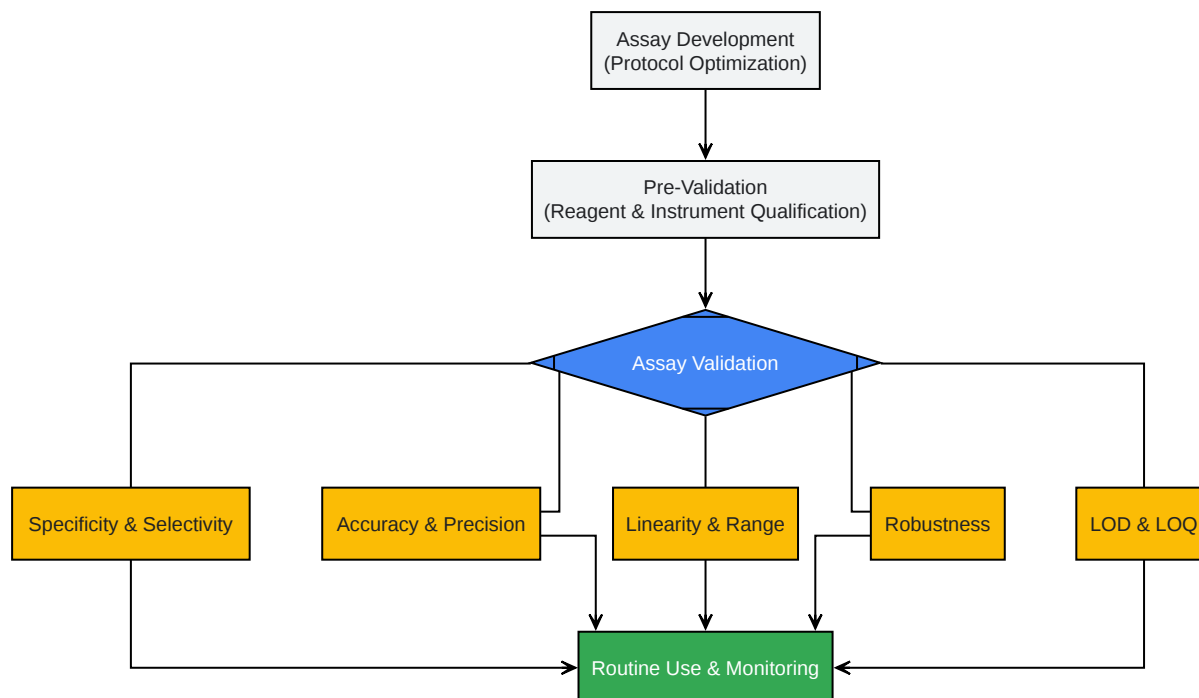 Assay Development
(Protocol Optimization)
Pre-Validation
(Reagent & Instrument Qualification)
Assay Validation
Specificity & Selectivity
Accuracy & Precision
Linearity & Range
Robustness
LOD & LOQ
Routine Use & Monitoring